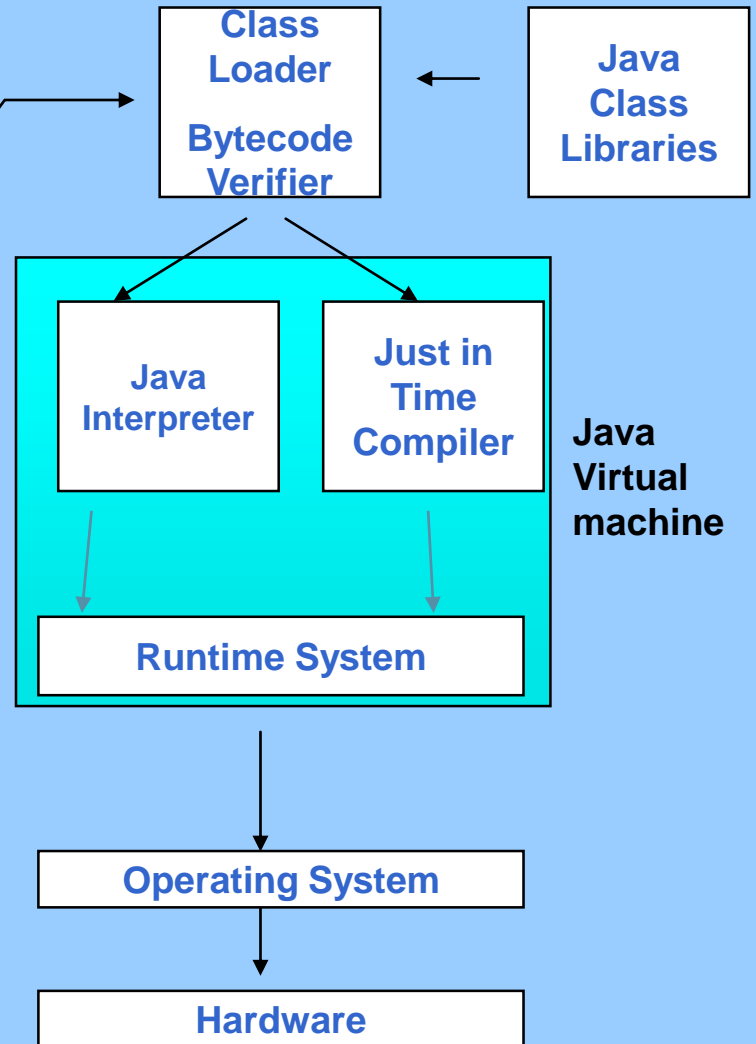 Class
Loader
Bytecode
Verifier
Java
Class
Libraries
Java
Interpreter
Just in
Time
Compiler
Java
Virtual
machine
Runtime System
Operating System
Hardware